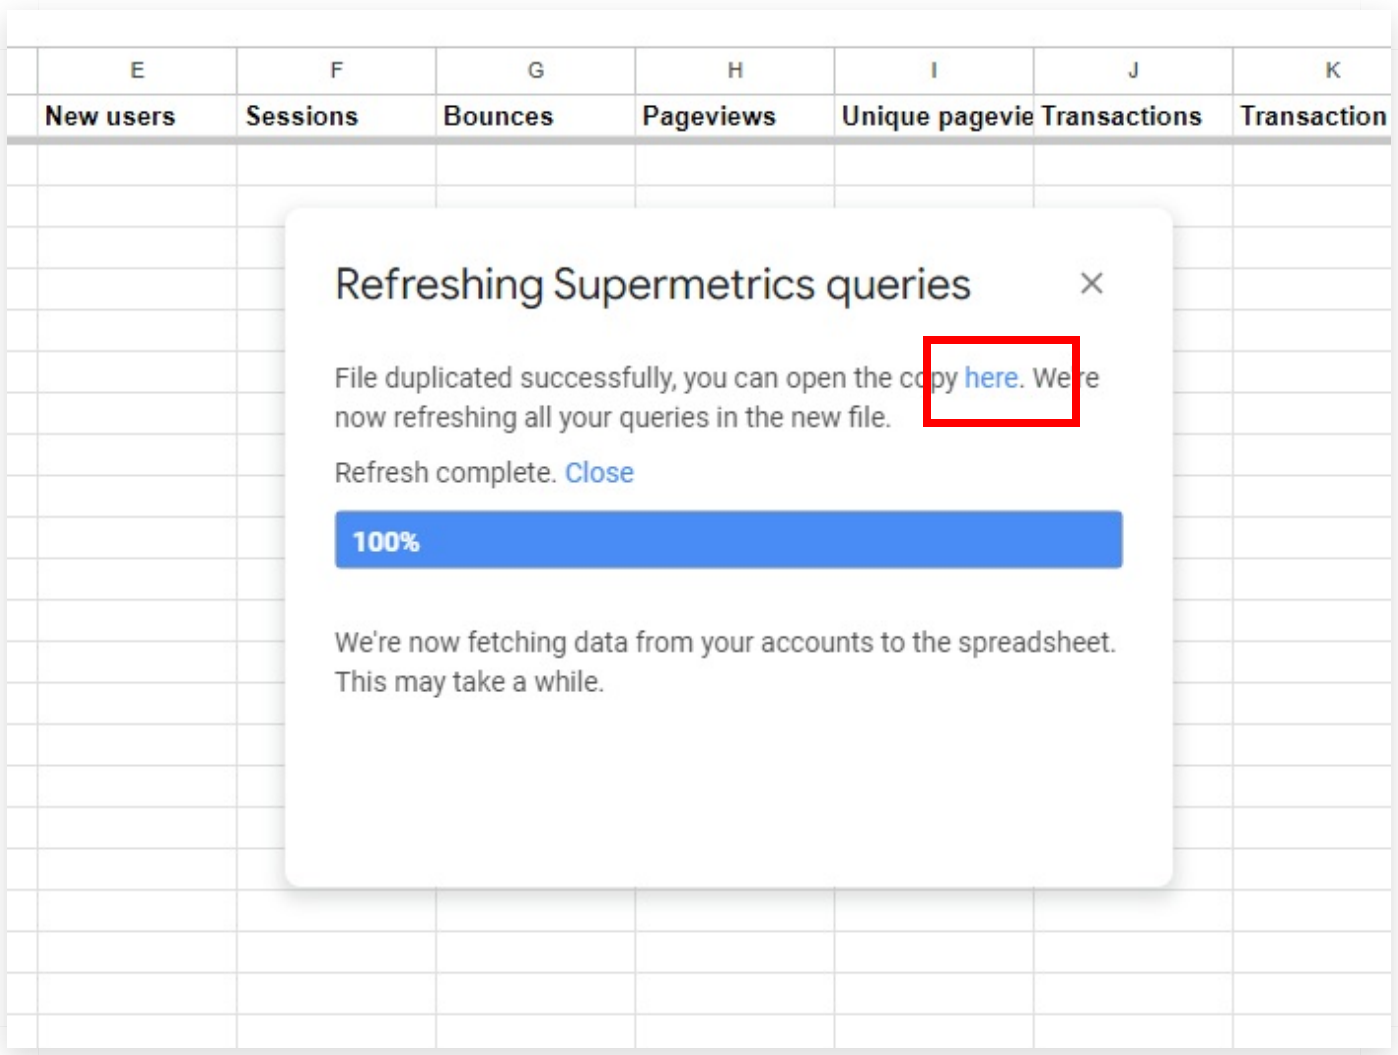 E F G H I J K
New users Sessions Bounces Pageviews Unique pagevie Transactions Transaction
Refreshing Supermetrics queries
File duplicated successfully, you can open the copy here. We're
now refreshing all your queries in the new file.
Refresh complete. Close
100%
We're now fetching data from your accounts to the spreadsheet.
This may take a while.